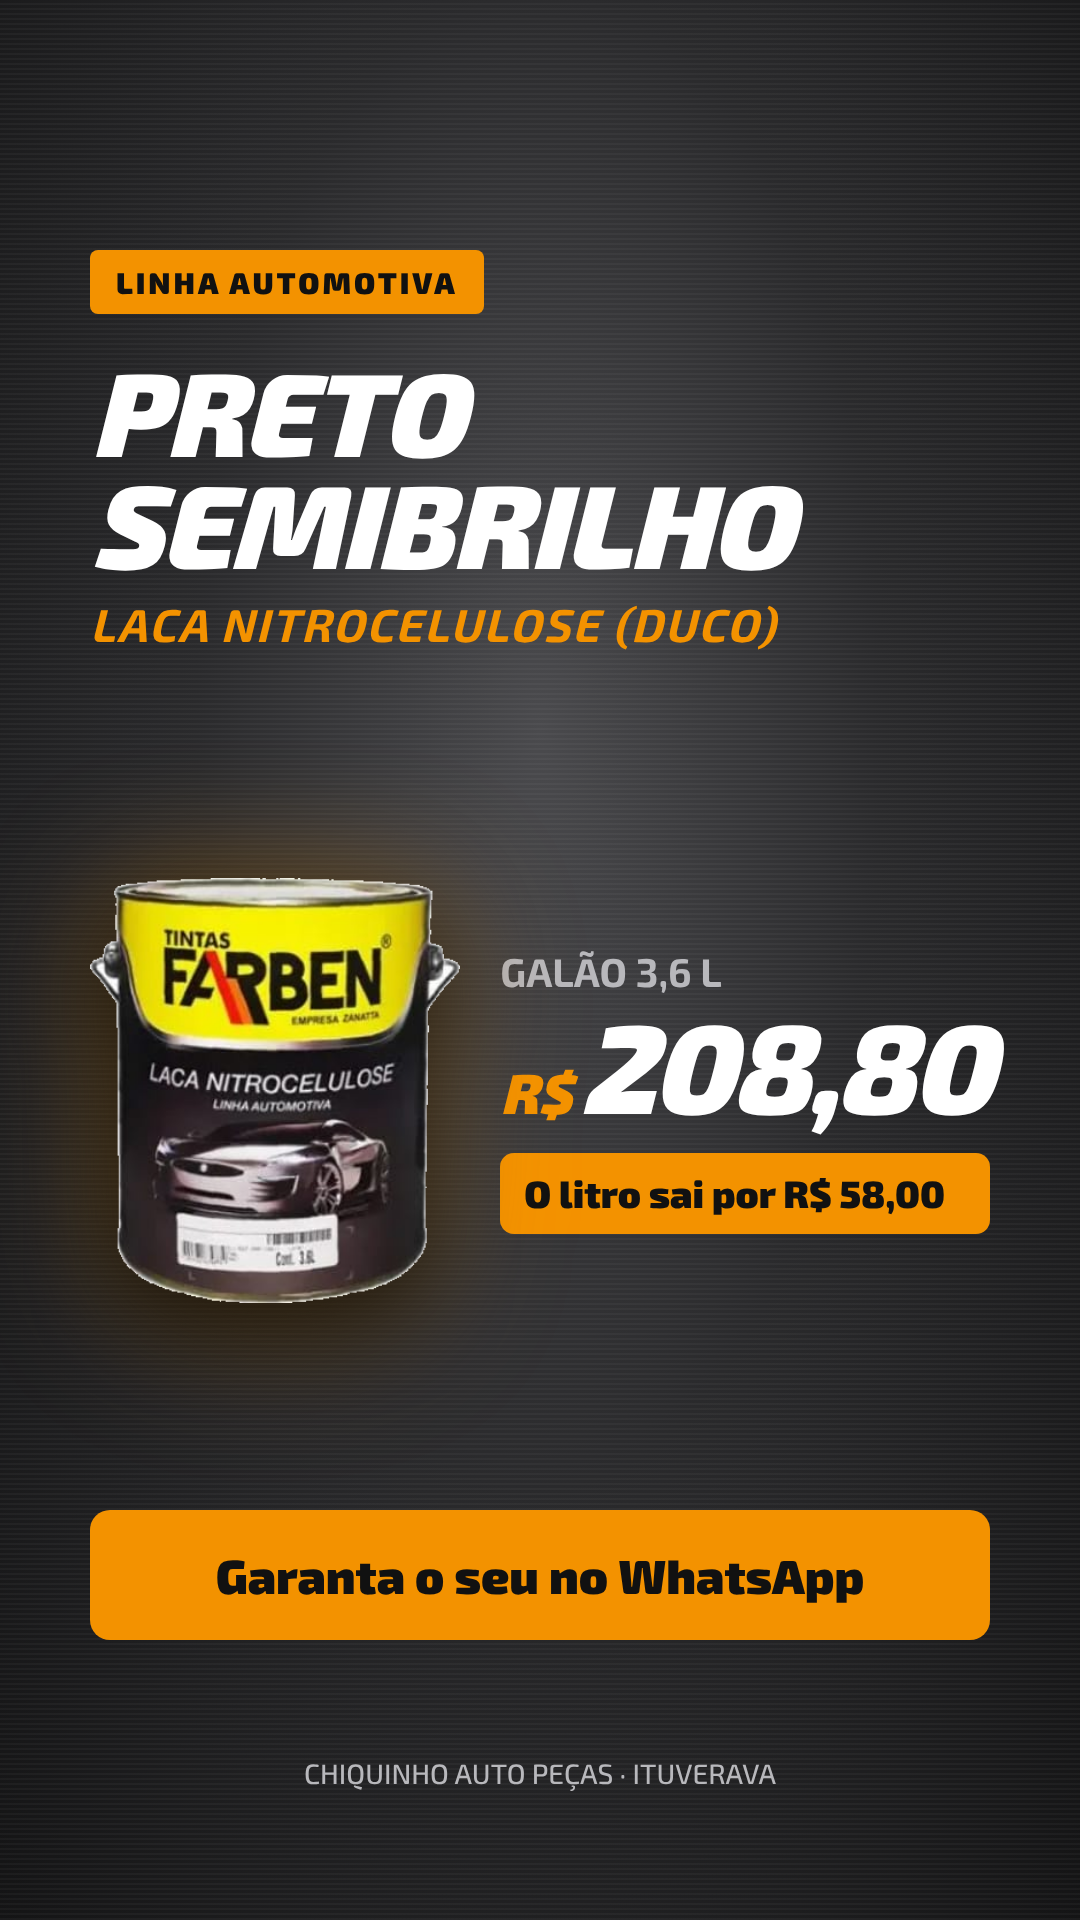 LINHA AUTOMOTIVA
PRETO
SEMIBRILHO
LACA NITROCELULOSE (DUCO)
TINTAS
FARBEN®
EMPRESA ZANATTA
LACA NITROCELULOSE
LINHA AUTOMOTIVA
Cont. 3.6L
GALÃO 3,6 L
R$ 208,80
O litro sai por R$ 58,00
Garanta o seu no WhatsApp
CHIQUINHO AUTO PEÇAS · ITUVERAVA